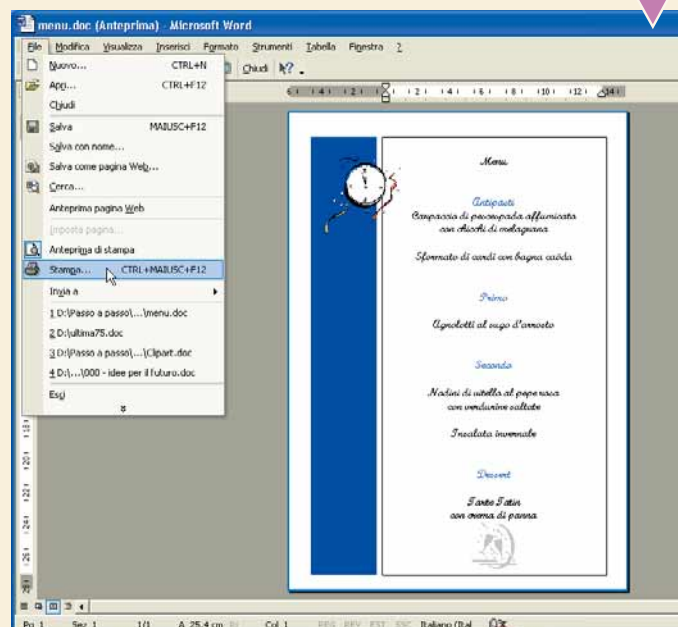 menu.doc (Anteprima) - Microsoft Word
File Modifica Visualizza Inserisci Formato Strumenti Tabella Finestra ?
Chiudi
Nuovo... CTRL+N
Apri... CTRL+F12
Chiudi
Salva MAIUSC+F12
Salva con nome...
Salva come pagina Web...
Cerca...
Anteprima pagina Web
Imposta pagina...
Anteprima di stampa
Stampa... CTRL+MAIUSC+F12
Invia a
1 D:\Passo a passo\...\menu.doc
2 D:\ultima75.doc
3 D:\Passo a passo\...\Clipart.doc
4 D:\...\000 - idee per il futuro.doc
Esci
Menu
Antipasti
Carpaccio di pescespada affumicato
con chicchi di melagrana
Sformato di cardi con bagna caöda
Primo
Agnolotti al sugo d'arrosto
Secondo
Nodini di vitello al pepe rosa
con verdurine saltate
Insalata invernale
Dessert
Tarte Tatin
con crema di panna
Pg 1 Sez 1 1/1 A 25,4 cm Col 1 REG REV EST SSC Italiano (Ital